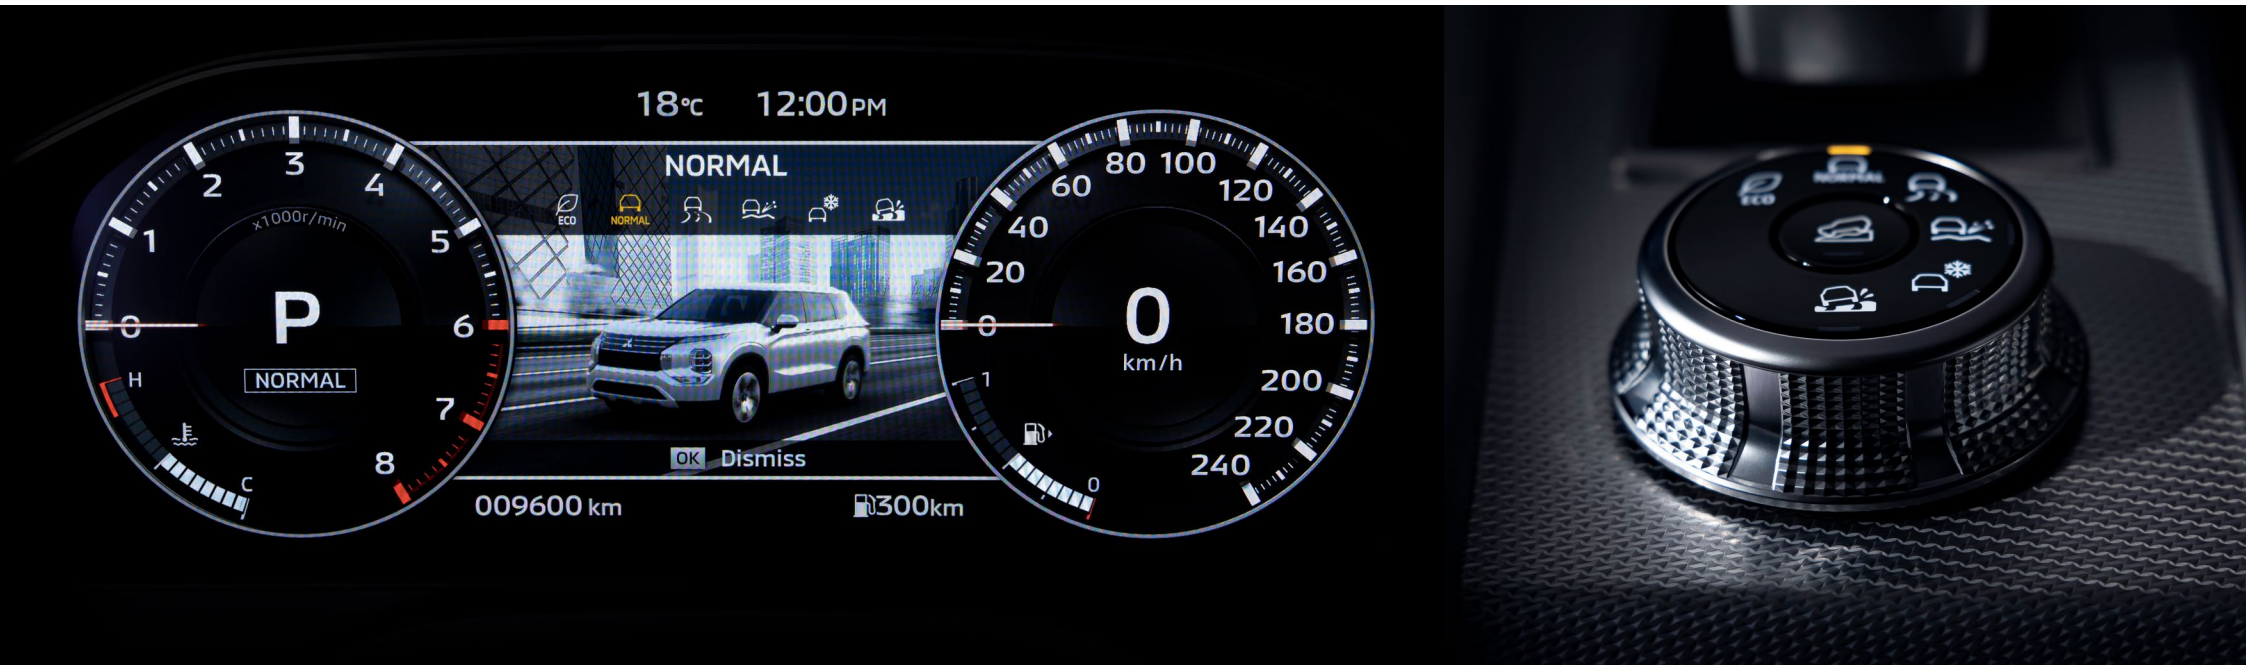 18°C 12:00PM
NORMAL
ECO NORMAL
x1000r/min
0 1 2 3 4 5 6 7 8
P
NORMAL
H
C
0 20 40 60 80 100 120 140 160 180 200 220 240
0
km/h
1
0
OK Dismiss
009600 km 300km
NORMAL
ECO